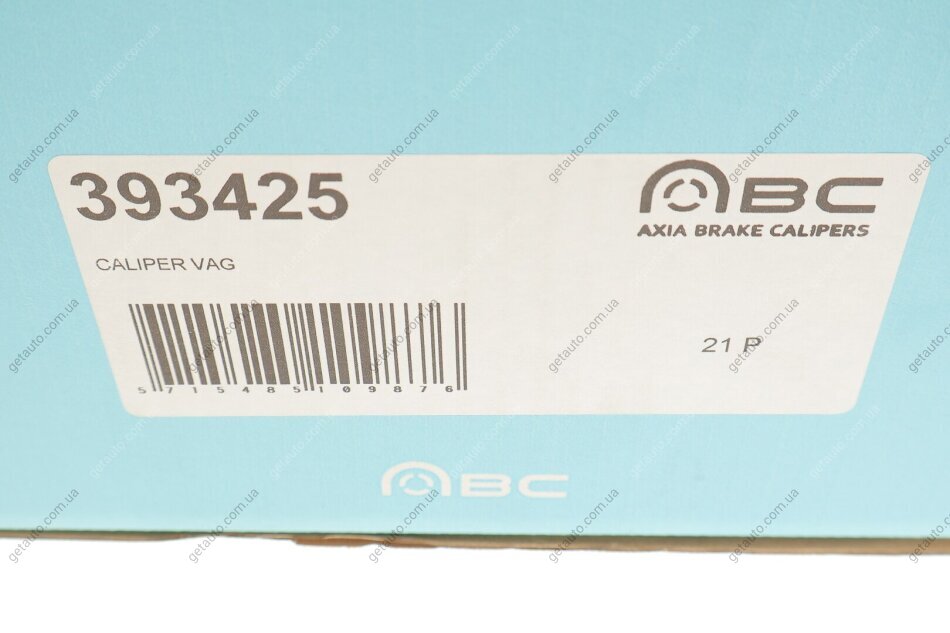 393425
ABC
AXIA BRAKE CALIPERS
CALIPER VAG
21 P
5715485109876
ABC
getauto.com.ua